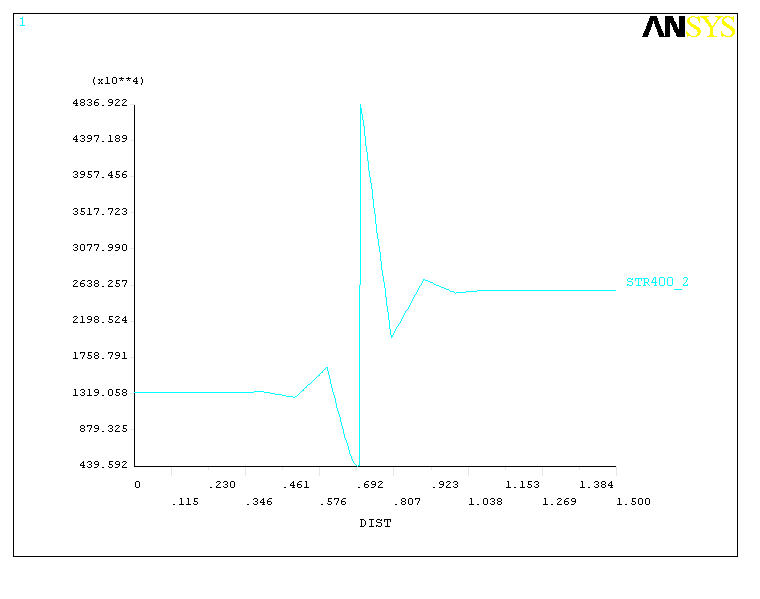 1
ANSYS
(x10**4)
4836.922
4397.189
3957.456
3517.723
3077.990
2638.257
2198.524
1758.791
1319.058
879.325
439.592
STR400_2
0 .230 .461 .692 .923 1.153 1.384
.115 .346 .576 .807 1.038 1.269 1.500
DIST